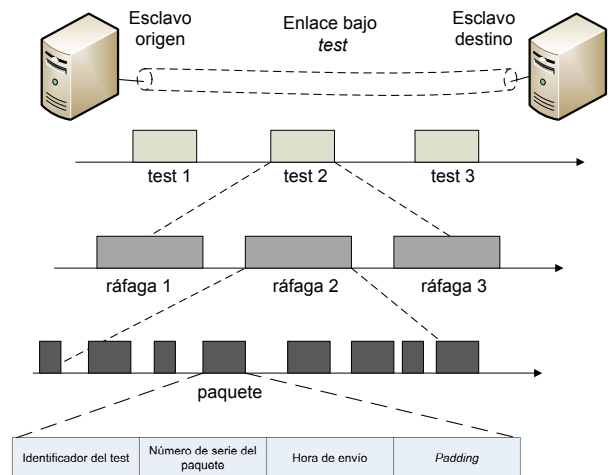 Esclavo
origen
Enlace bajo
test
Esclavo
destino
test 1
test 2
test 3
ráfaga 1
ráfaga 2
ráfaga 3
paquete
Identificador del test
Número de serie del
paquete
Hora de envío
Padding